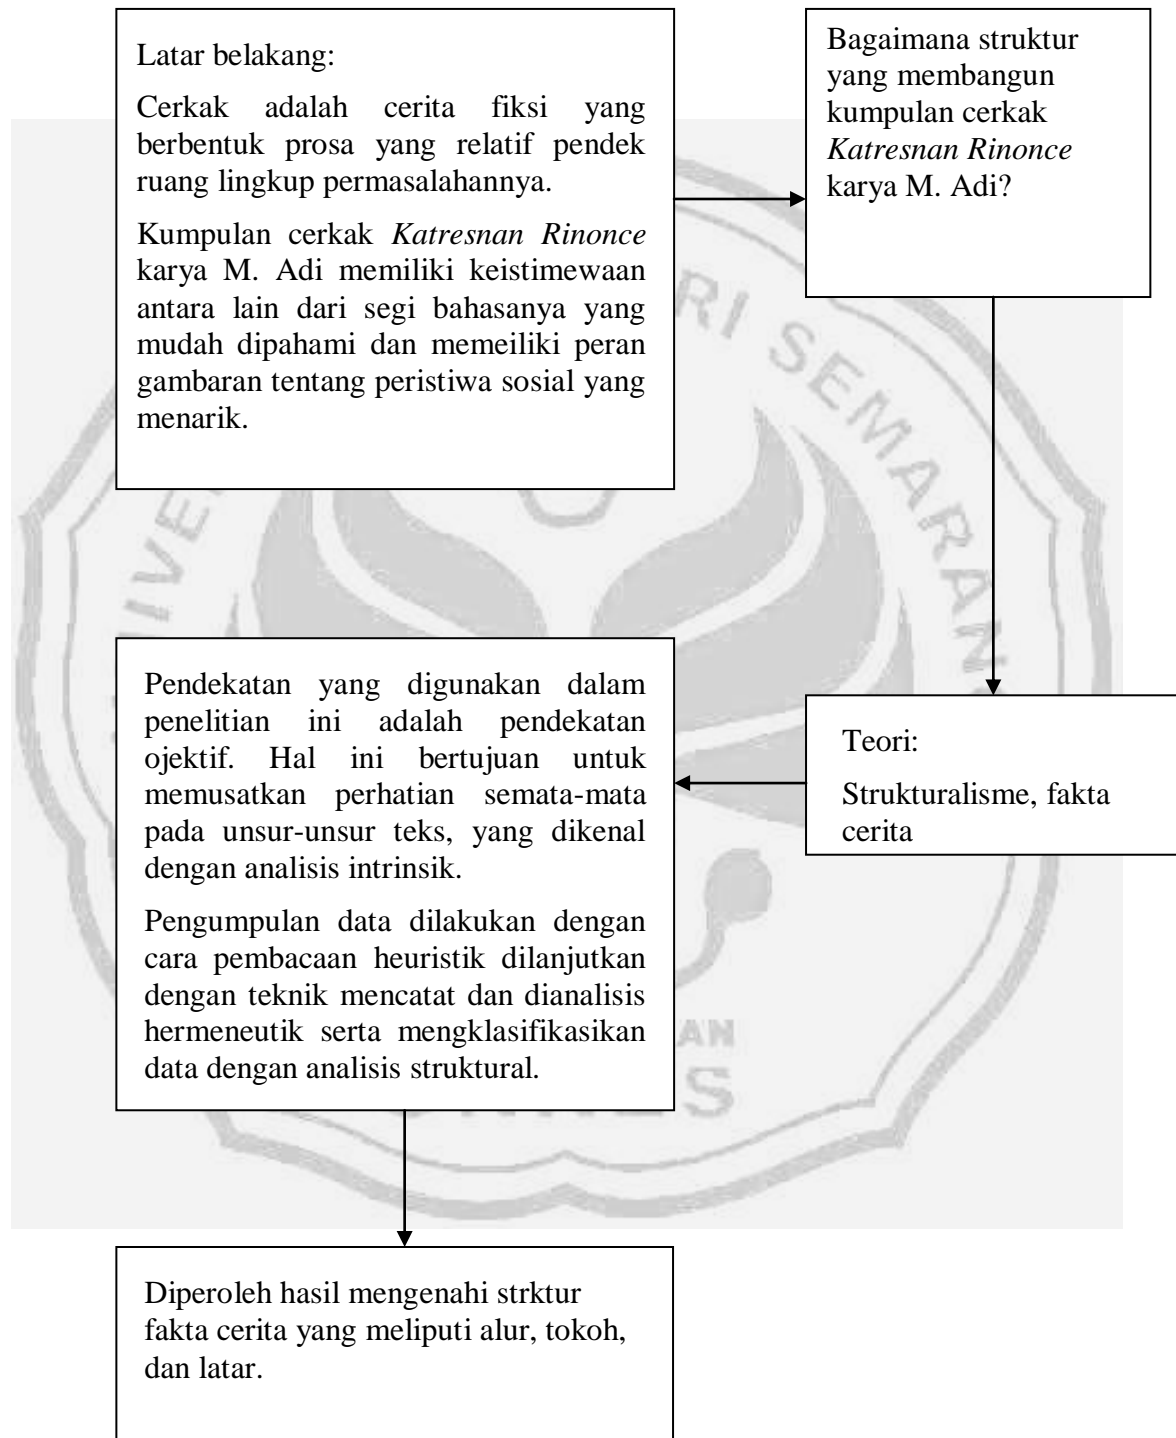 Latar belakang:
Cerkak adalah cerita fiksi yang
berbentuk prosa yang relatif pendek
ruang lingkup permasalahannya.
Kumpulan cerkak Katresnan Rinonce
karya M. Adi memiliki keistimewaan
antara lain dari segi bahasanya yang
mudah dipahami dan memeiliki peran
gambaran tentang peristiwa sosial yang
menarik.
Bagaimana struktur
yang membangun
kumpulan cerkak
Katresnan Rinonce
karya M. Adi?
Teori:
Strukturalisme, fakta
cerita
Pendekatan yang digunakan dalam
penelitian ini adalah pendekatan
ojektif. Hal ini bertujuan untuk
memusatkan perhatian semata-mata
pada unsur-unsur teks, yang dikenal
dengan analisis intrinsik.
Pengumpulan data dilakukan dengan
cara pembacaan heuristik dilanjutkan
dengan teknik mencatat dan dianalisis
hermeneutik serta mengklasifikasikan
data dengan analisis struktural.
Diperoleh hasil mengenahi strktur
fakta cerita yang meliputi alur, tokoh,
dan latar.
RI SEMARAN